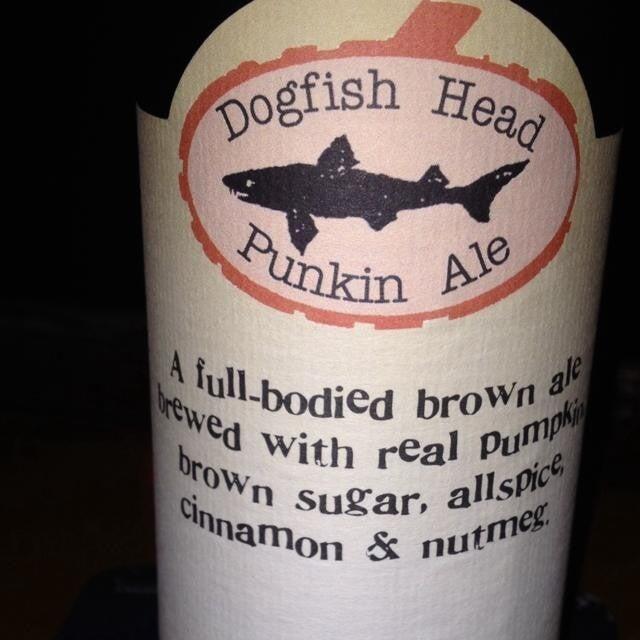 Dogfish Head
Punkin Ale
A full-bodied brown ale
brewed with real pumpkin,
brown sugar, allspice,
cinnamon & nutmeg.